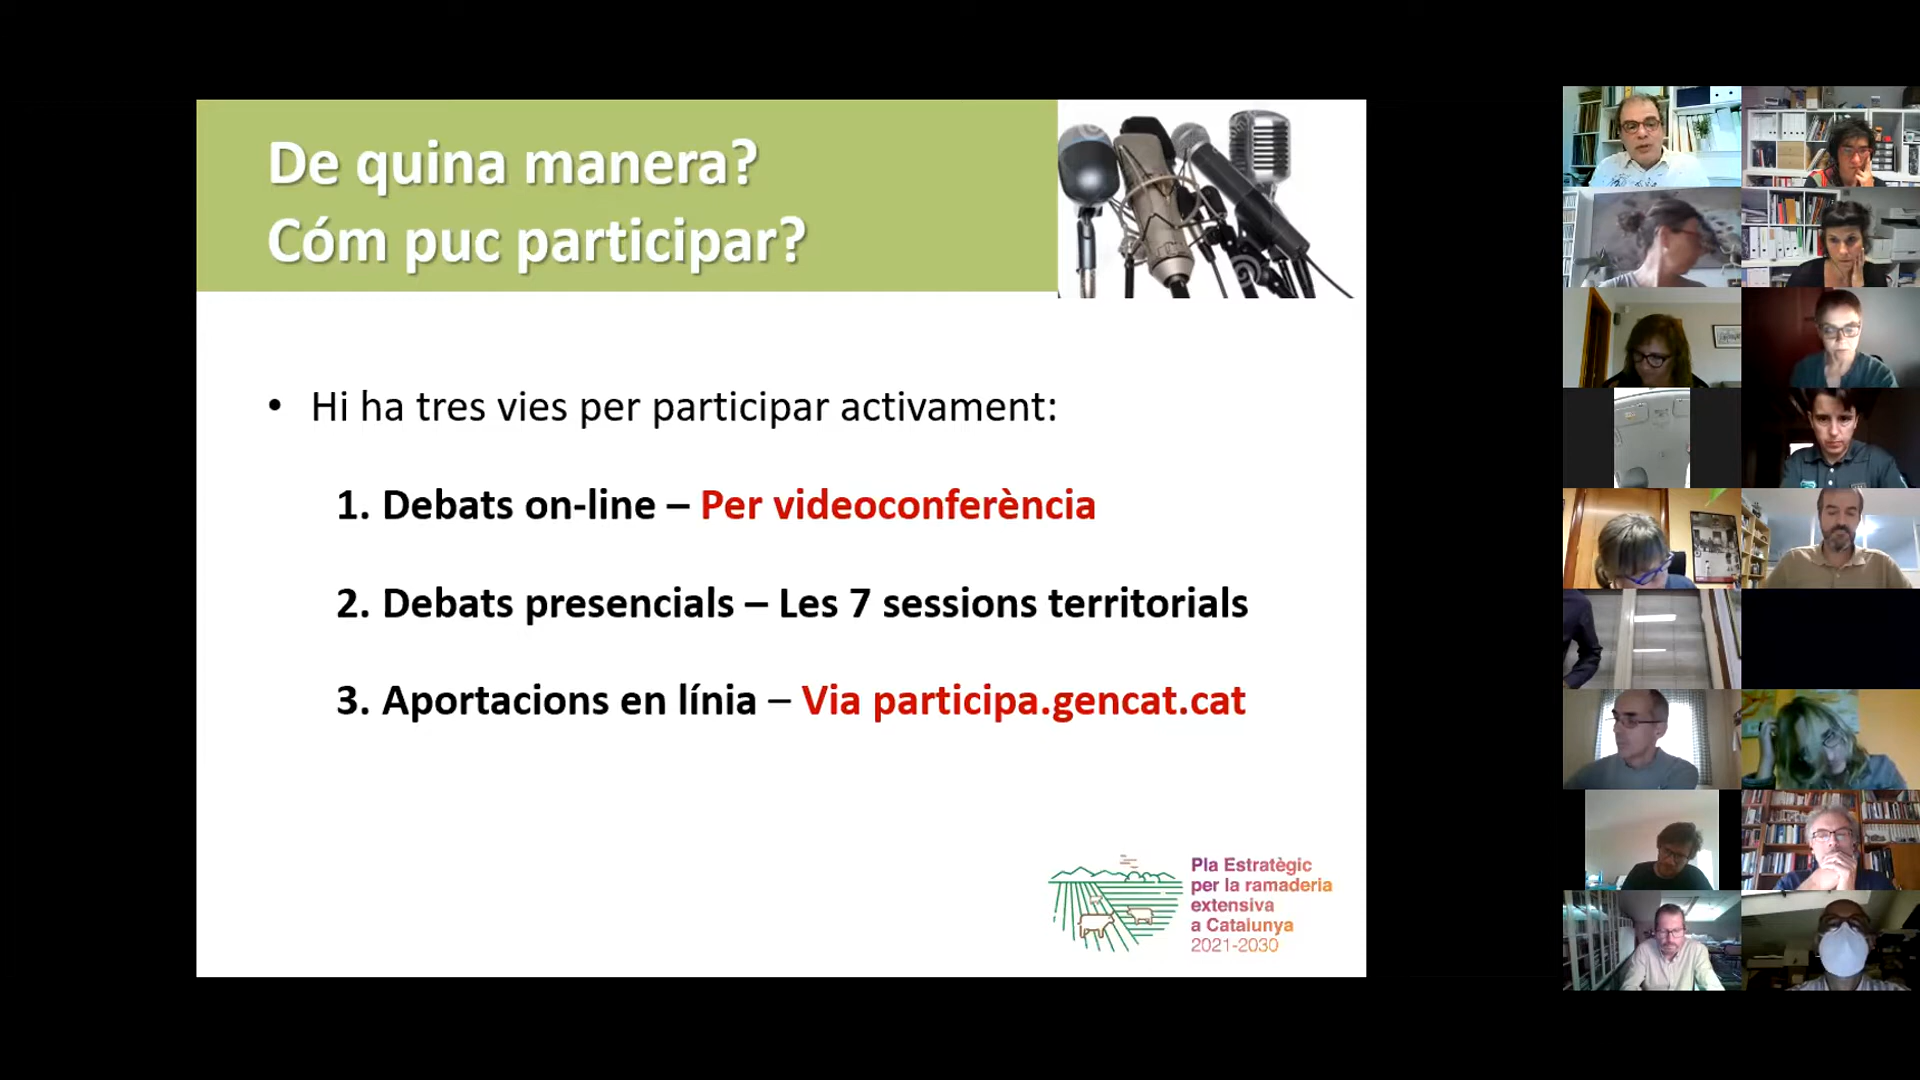 De quina manera?
Cóm puc participar?
• Hi ha tres vies per participar activament:
1. Debats on-line – Per videoconferència
2. Debats presencials – Les 7 sessions territorials
3. Aportacions en línia – Via participa.gencat.cat
Pla Estratègic
per la ramaderia
extensiva
a Catalunya
2021-2030